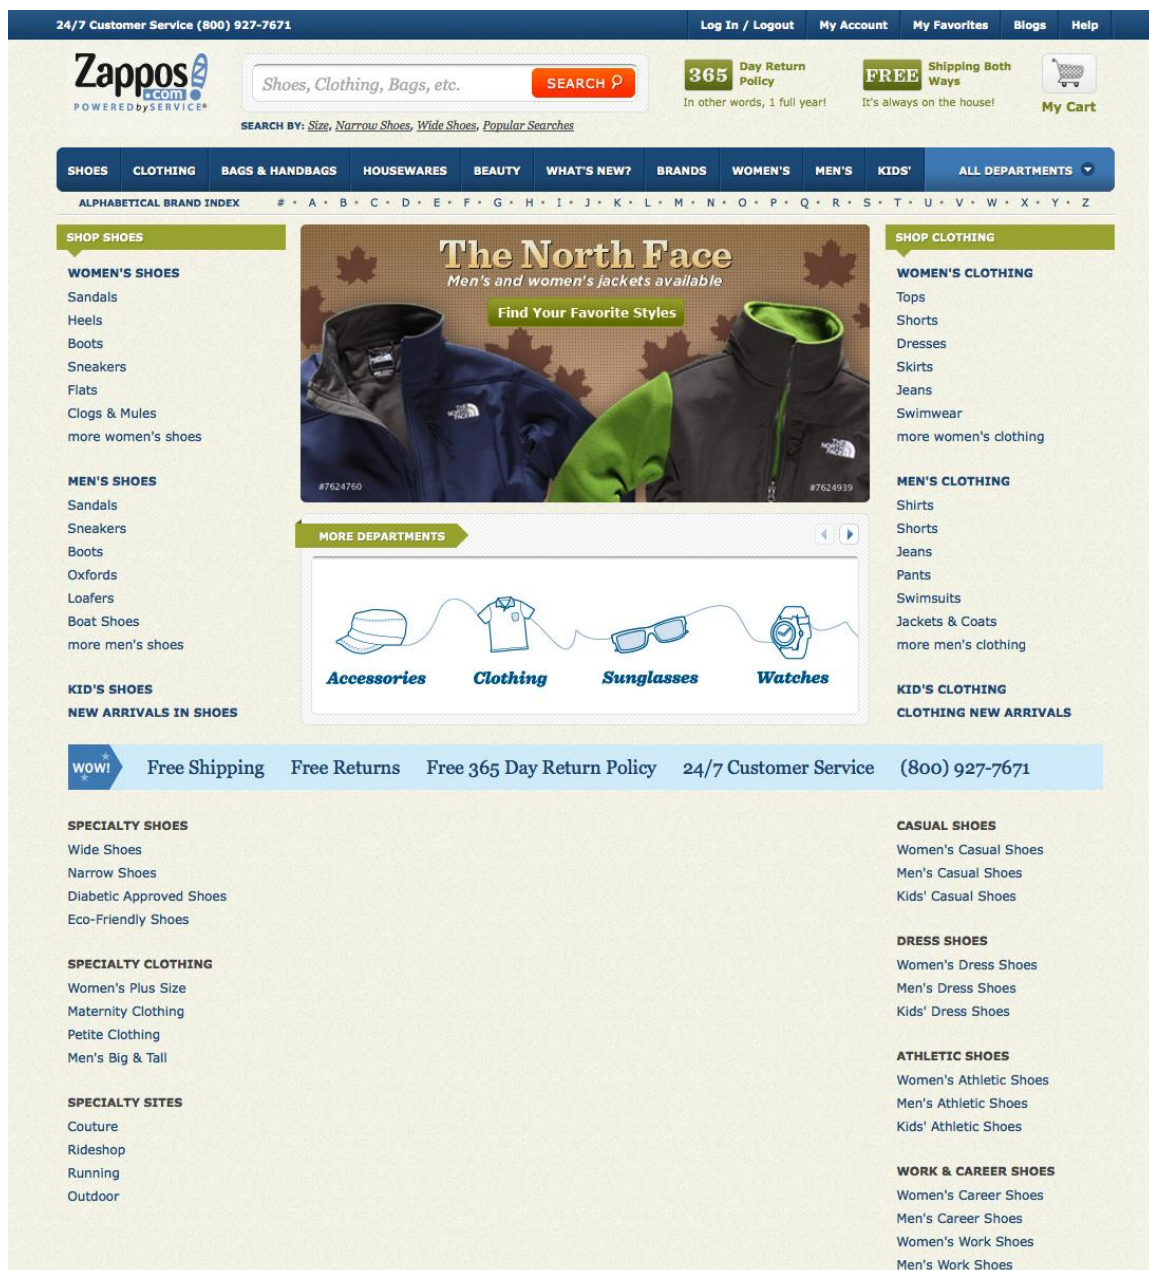 24/7 Customer Service (800) 927-7671
Log In / Logout My Account My Favorites Blogs Help
Zappos
.com
POWERED by SERVICE®
Shoes, Clothing, Bags, etc.
SEARCH
SEARCH BY: Size, Narrow Shoes, Wide Shoes, Popular Searches
365 Day Return Policy
In other words, 1 full year!
FREE Shipping Both Ways
It's always on the house!
My Cart
SHOES CLOTHING BAGS & HANDBAGS HOUSEWARES BEAUTY WHAT'S NEW? BRANDS WOMEN'S MEN'S KIDS' ALL DEPARTMENTS
ALPHABETICAL BRAND INDEX # • A • B • C • D • E • F • G • H • I • J • K • L • M • N • O • P • Q • R • S • T • U • V • W • X • Y • Z
SHOP SHOES
WOMEN'S SHOES
Sandals
Heels
Boots
Sneakers
Flats
Clogs & Mules
more women's shoes
MEN'S SHOES
Sandals
Sneakers
Boots
Oxfords
Loafers
Boat Shoes
more men's shoes
KID'S SHOES
NEW ARRIVALS IN SHOES
The North Face
Men's and women's jackets available
Find Your Favorite Styles
THE NORTH FACE
THE NORTH FACE
#7624760
#7624939
MORE DEPARTMENTS
Accessories
Clothing
Sunglasses
Watches
SHOP CLOTHING
WOMEN'S CLOTHING
Tops
Shorts
Dresses
Skirts
Jeans
Swimwear
more women's clothing
MEN'S CLOTHING
Shirts
Shorts
Jeans
Pants
Swimsuits
Jackets & Coats
more men's clothing
KID'S CLOTHING
CLOTHING NEW ARRIVALS
WOW! Free Shipping Free Returns Free 365 Day Return Policy 24/7 Customer Service (800) 927-7671
SPECIALTY SHOES
Wide Shoes
Narrow Shoes
Diabetic Approved Shoes
Eco-Friendly Shoes
SPECIALTY CLOTHING
Women's Plus Size
Maternity Clothing
Petite Clothing
Men's Big & Tall
SPECIALTY SITES
Couture
Rideshop
Running
Outdoor
CASUAL SHOES
Women's Casual Shoes
Men's Casual Shoes
Kids' Casual Shoes
DRESS SHOES
Women's Dress Shoes
Men's Dress Shoes
Kids' Dress Shoes
ATHLETIC SHOES
Women's Athletic Shoes
Men's Athletic Shoes
Kids' Athletic Shoes
WORK & CAREER SHOES
Women's Career Shoes
Men's Career Shoes
Women's Work Shoes
Men's Work Shoes